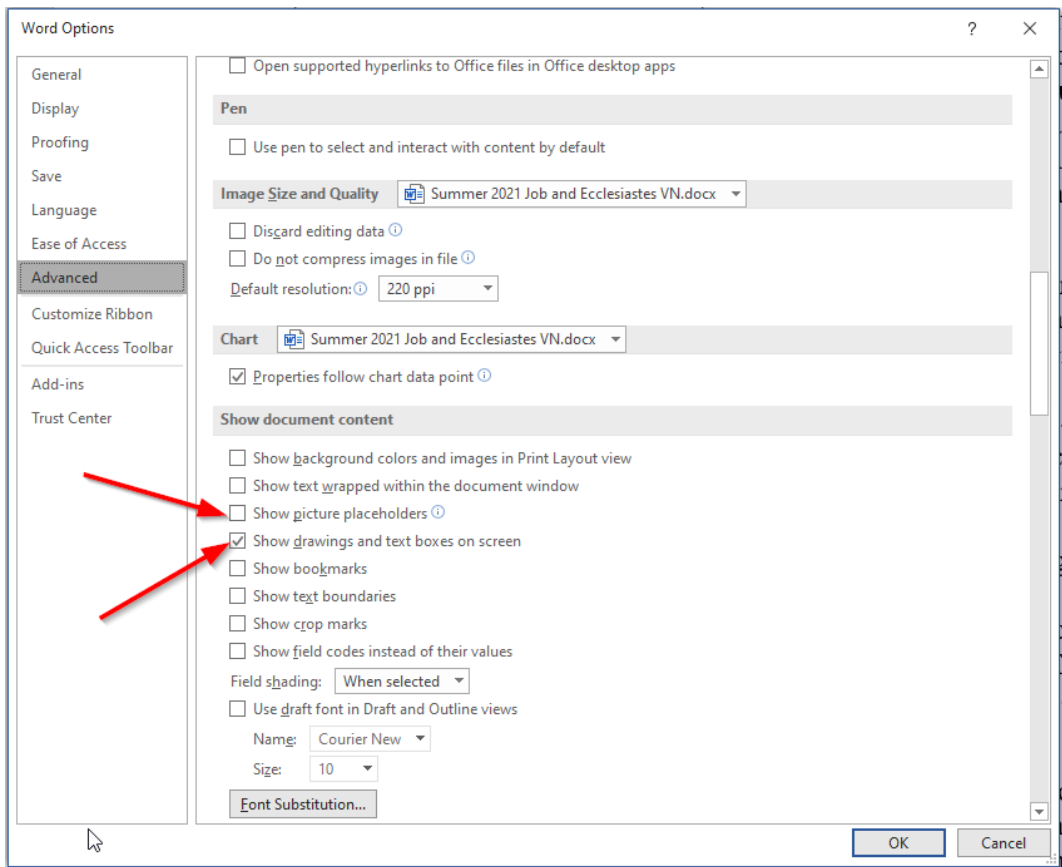 Word Options
?
General
Display
Proofing
Save
Language
Ease of Access
Advanced
Customize Ribbon
Quick Access Toolbar
Add-ins
Trust Center
Open supported hyperlinks to Office files in Office desktop apps
Pen
Use pen to select and interact with content by default
Image Size and Quality Summer 2021 Job and Ecclesiastes VN.docx
Discard editing data
Do not compress images in file
Default resolution: 220 ppi
Chart Summer 2021 Job and Ecclesiastes VN.docx
Properties follow chart data point
Show document content
Show background colors and images in Print Layout view
Show text wrapped within the document window
Show picture placeholders
Show drawings and text boxes on screen
Show bookmarks
Show text boundaries
Show crop marks
Show field codes instead of their values
Field shading: When selected
Use draft font in Draft and Outline views
Name: Courier New
Size: 10
Font Substitution...
OK Cancel